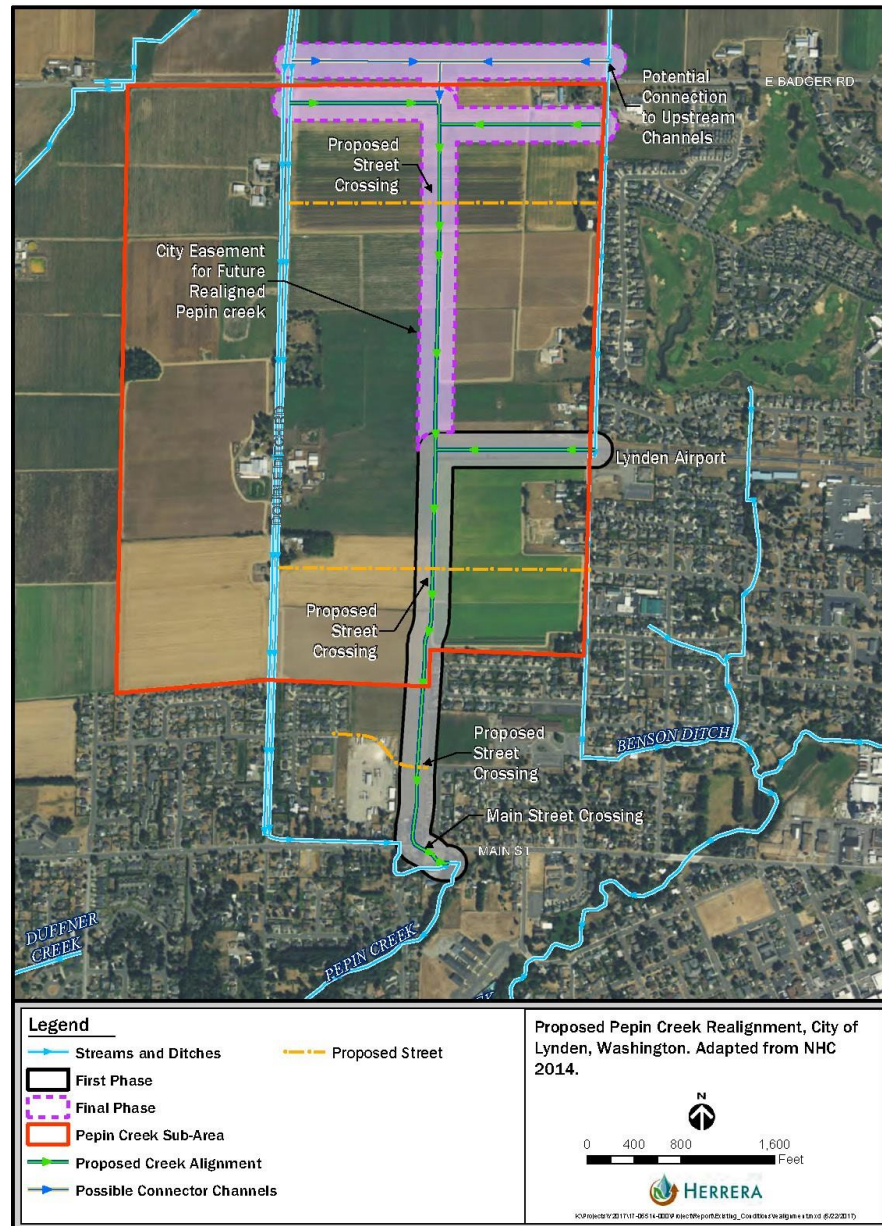 E BADGER RD
Potential
Connection
to Upstream
Channels
Proposed
Street
Crossing
City Easement
for Future
Realigned
Pepin creek
Lynden Airport
Proposed
Street
Crossing
Proposed
Street
Crossing
BENSON DITCH
Main Street Crossing
MAIN ST
DUFFNER
CREEK
PEPIN CREEK
Legend
Streams and Ditches
Proposed Street
First Phase
Final Phase
Pepin Creek Sub-Area
Proposed Creek Alignment
Possible Connector Channels
Proposed Pepin Creek Realignment, City of
Lynden, Washington. Adapted from NHC
2014.
N
0 400 800 1,600
Feet
HERRERA